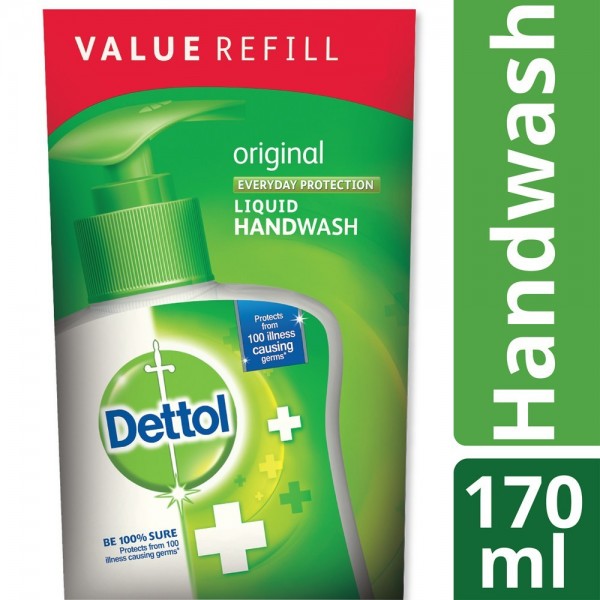 VALUE REFILL
original
EVERYDAY PROTECTION
LIQUID
HANDWASH
Protects
from
100 illness
causing
germs*
Dettol
BE 100% SURE
Protects from 100
illness causing germs*
Handwash
170
ml